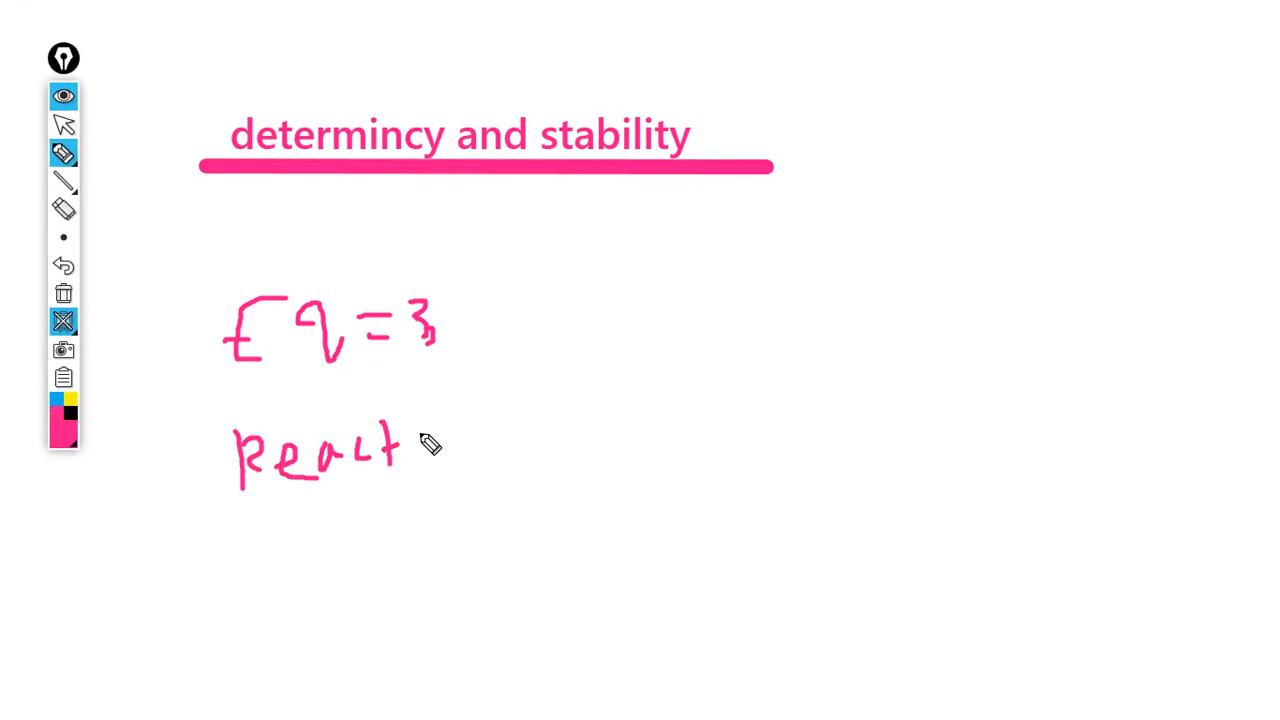 determincy and stability
Eq = 3
React